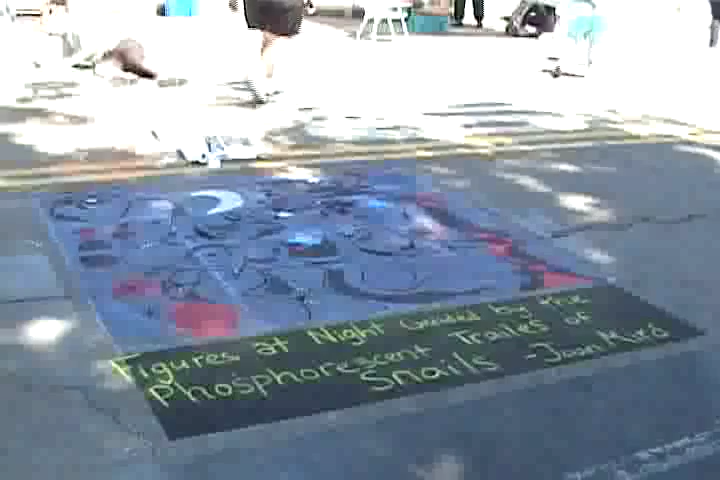 Figures at Night Guided by the
Phosphorescent Trailes of
Snails - Joan Miró